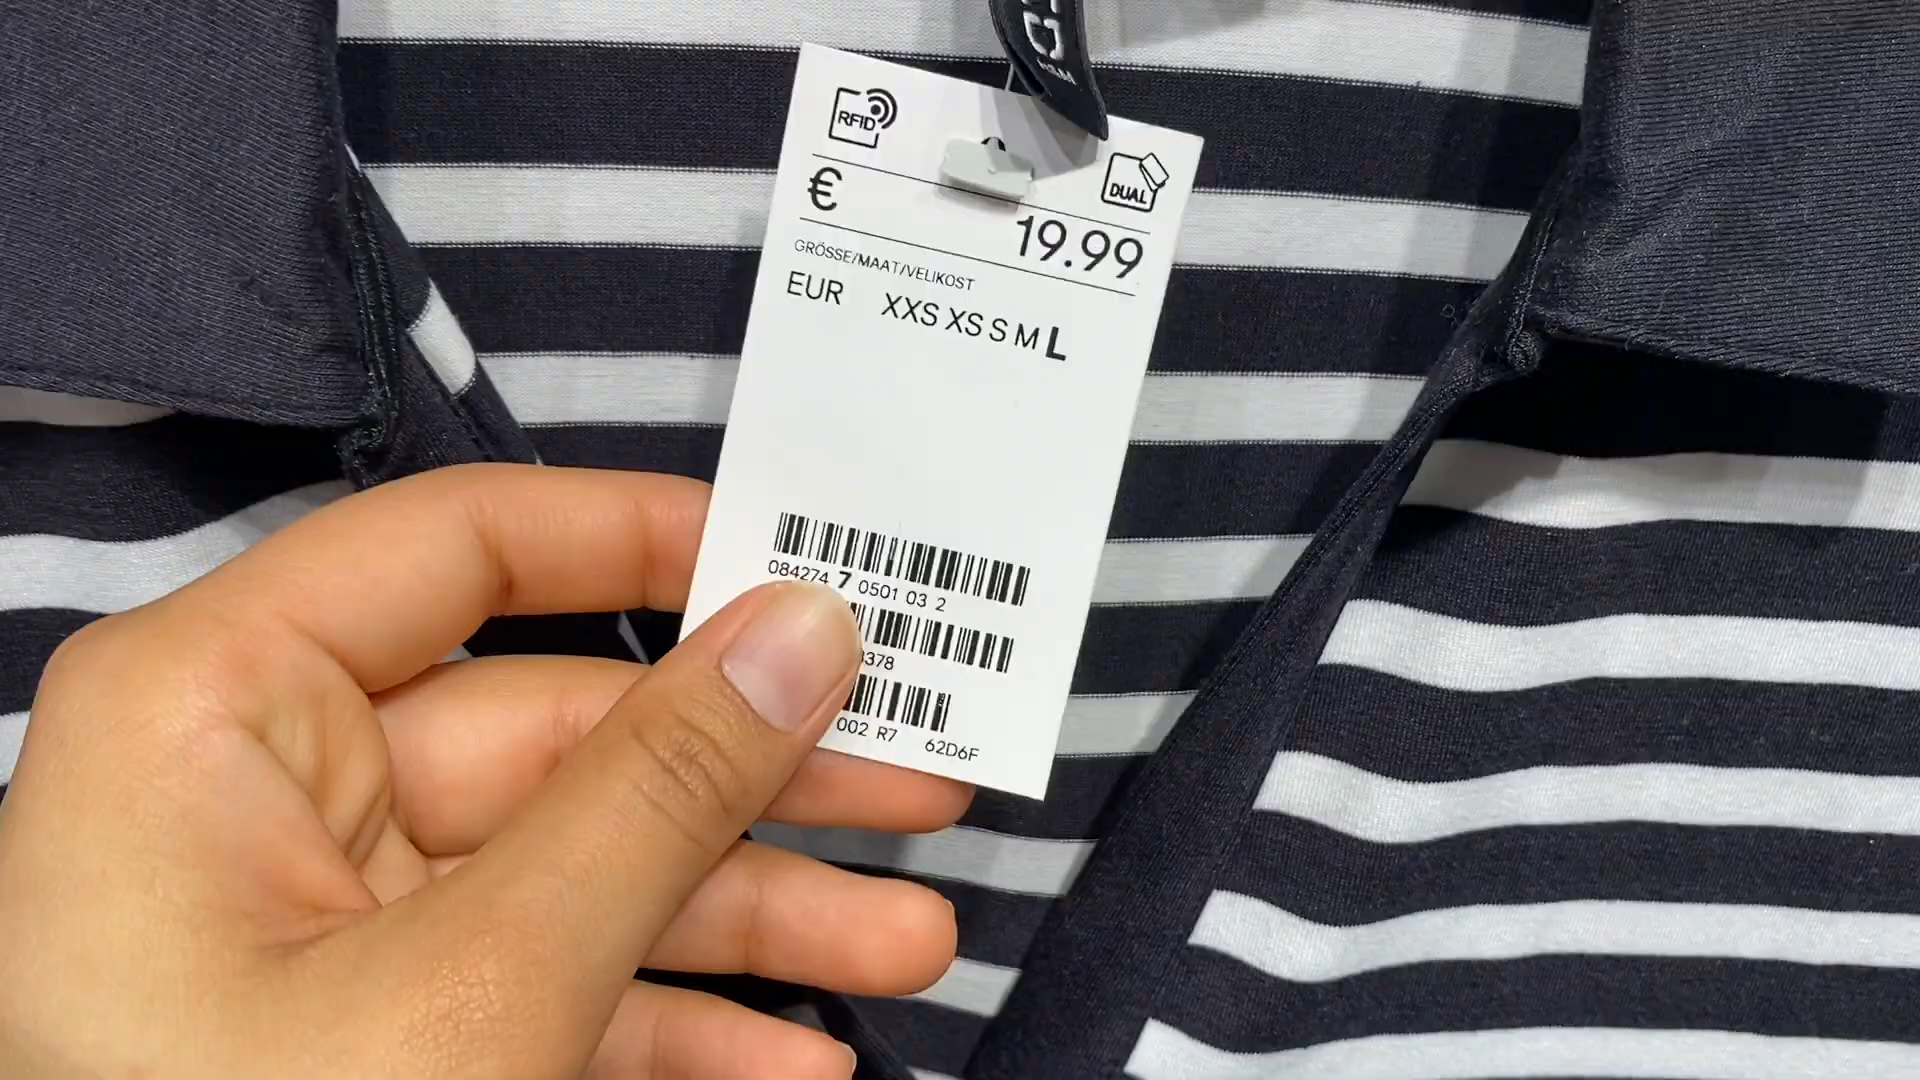 RFID
DUAL
€ 19.99
GRÖSSE/MAAT/VELIKOST
EUR XXS XS S M L
084274 7 0501 03 2
378
002 R7 62D6F